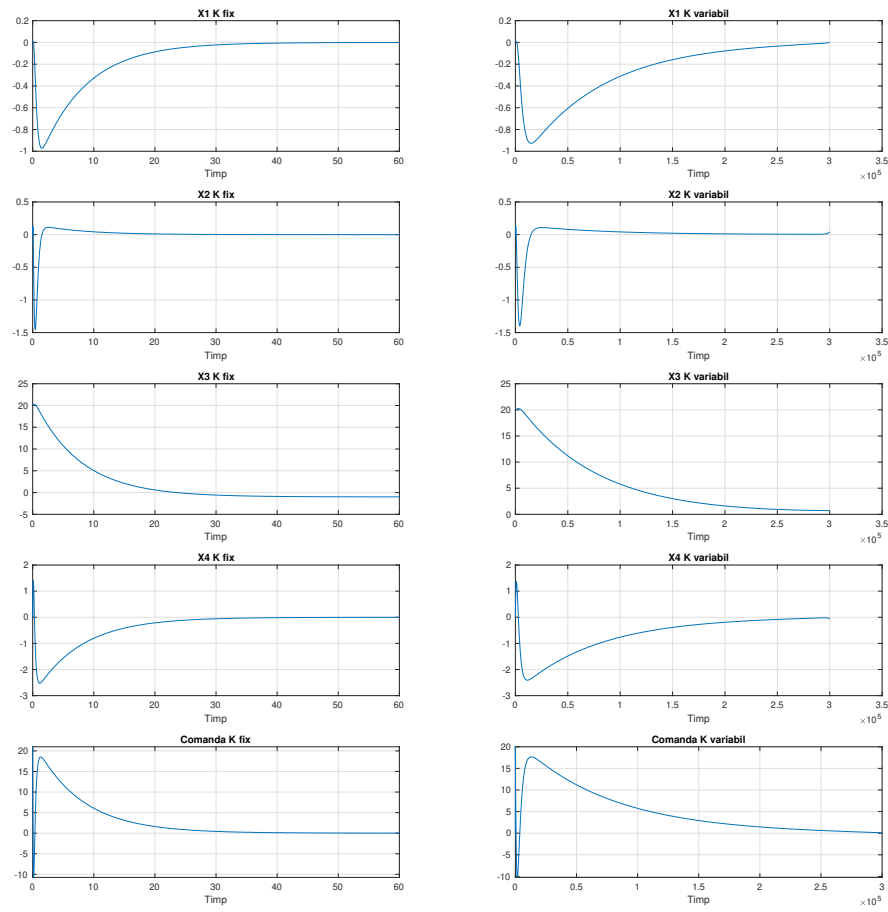 X1 K fix
0.2
0
-0.2
-0.4
-0.6
-0.8
-1
0 10 20 30 40 50 60
Timp
X1 K variabil
0.2
0
-0.2
-0.4
-0.6
-0.8
-1
0 0.5 1 1.5 2 2.5 3 3.5
Timp
×10^5
X2 K fix
0.5
0
-0.5
-1
-1.5
0 10 20 30 40 50 60
Timp
X2 K variabil
0.5
0
-0.5
-1
-1.5
0 0.5 1 1.5 2 2.5 3 3.5
Timp
×10^5
X3 K fix
25
20
15
10
5
0
-5
0 10 20 30 40 50 60
Timp
X3 K variabil
25
20
15
10
5
0
0 0.5 1 1.5 2 2.5 3 3.5
Timp
×10^5
X4 K fix
2
1
0
-1
-2
-3
0 10 20 30 40 50 60
Timp
X4 K variabil
2
1
0
-1
-2
-3
0 0.5 1 1.5 2 2.5 3 3.5
Timp
×10^5
Comanda K fix
20
15
10
5
0
-5
-10
0 10 20 30 40 50 60
Timp
Comanda K variabil
20
15
10
5
0
-5
-10
0 0.5 1 1.5 2 2.5 3
Timp
×10^5